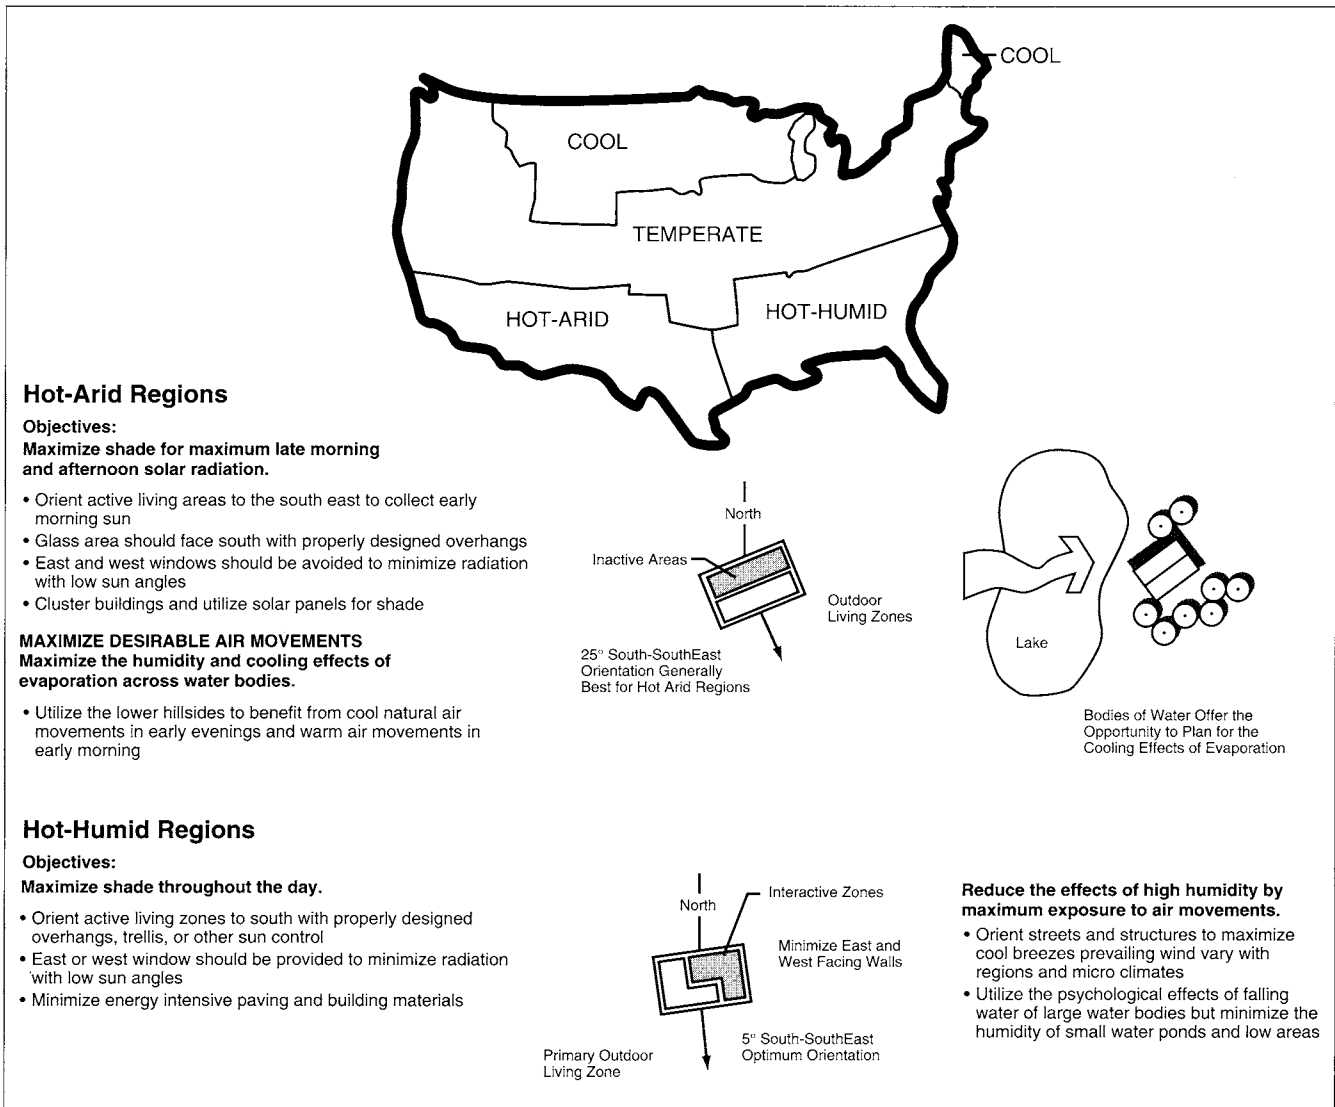 COOL
COOL
TEMPERATE
HOT-ARID
HOT-HUMID
Hot-Arid Regions
Objectives:
Maximize shade for maximum late morning
and afternoon solar radiation.
• Orient active living areas to the south east to collect early
morning sun
• Glass area should face south with properly designed overhangs
• East and west windows should be avoided to minimize radiation
with low sun angles
• Cluster buildings and utilize solar panels for shade
MAXIMIZE DESIRABLE AIR MOVEMENTS
Maximize the humidity and cooling effects of
evaporation across water bodies.
• Utilize the lower hillsides to benefit from cool natural air
movements in early evenings and warm air movements in
early morning
North
Inactive Areas
Outdoor
Living Zones
25° South-SouthEast
Orientation Generally
Best for Hot Arid Regions
Lake
Bodies of Water Offer the
Opportunity to Plan for the
Cooling Effects of Evaporation
Hot-Humid Regions
Objectives:
Maximize shade throughout the day.
• Orient active living zones to south with properly designed
overhangs, trellis, or other sun control
• East or west window should be provided to minimize radiation
with low sun angles
• Minimize energy intensive paving and building materials
North
Interactive Zones
Minimize East and
West Facing Walls
5° South-SouthEast
Optimum Orientation
Primary Outdoor
Living Zone
Reduce the effects of high humidity by
maximum exposure to air movements.
• Orient streets and structures to maximize
cool breezes prevailing wind vary with
regions and micro climates
• Utilize the psychological effects of falling
water of large water bodies but minimize the
humidity of small water ponds and low areas